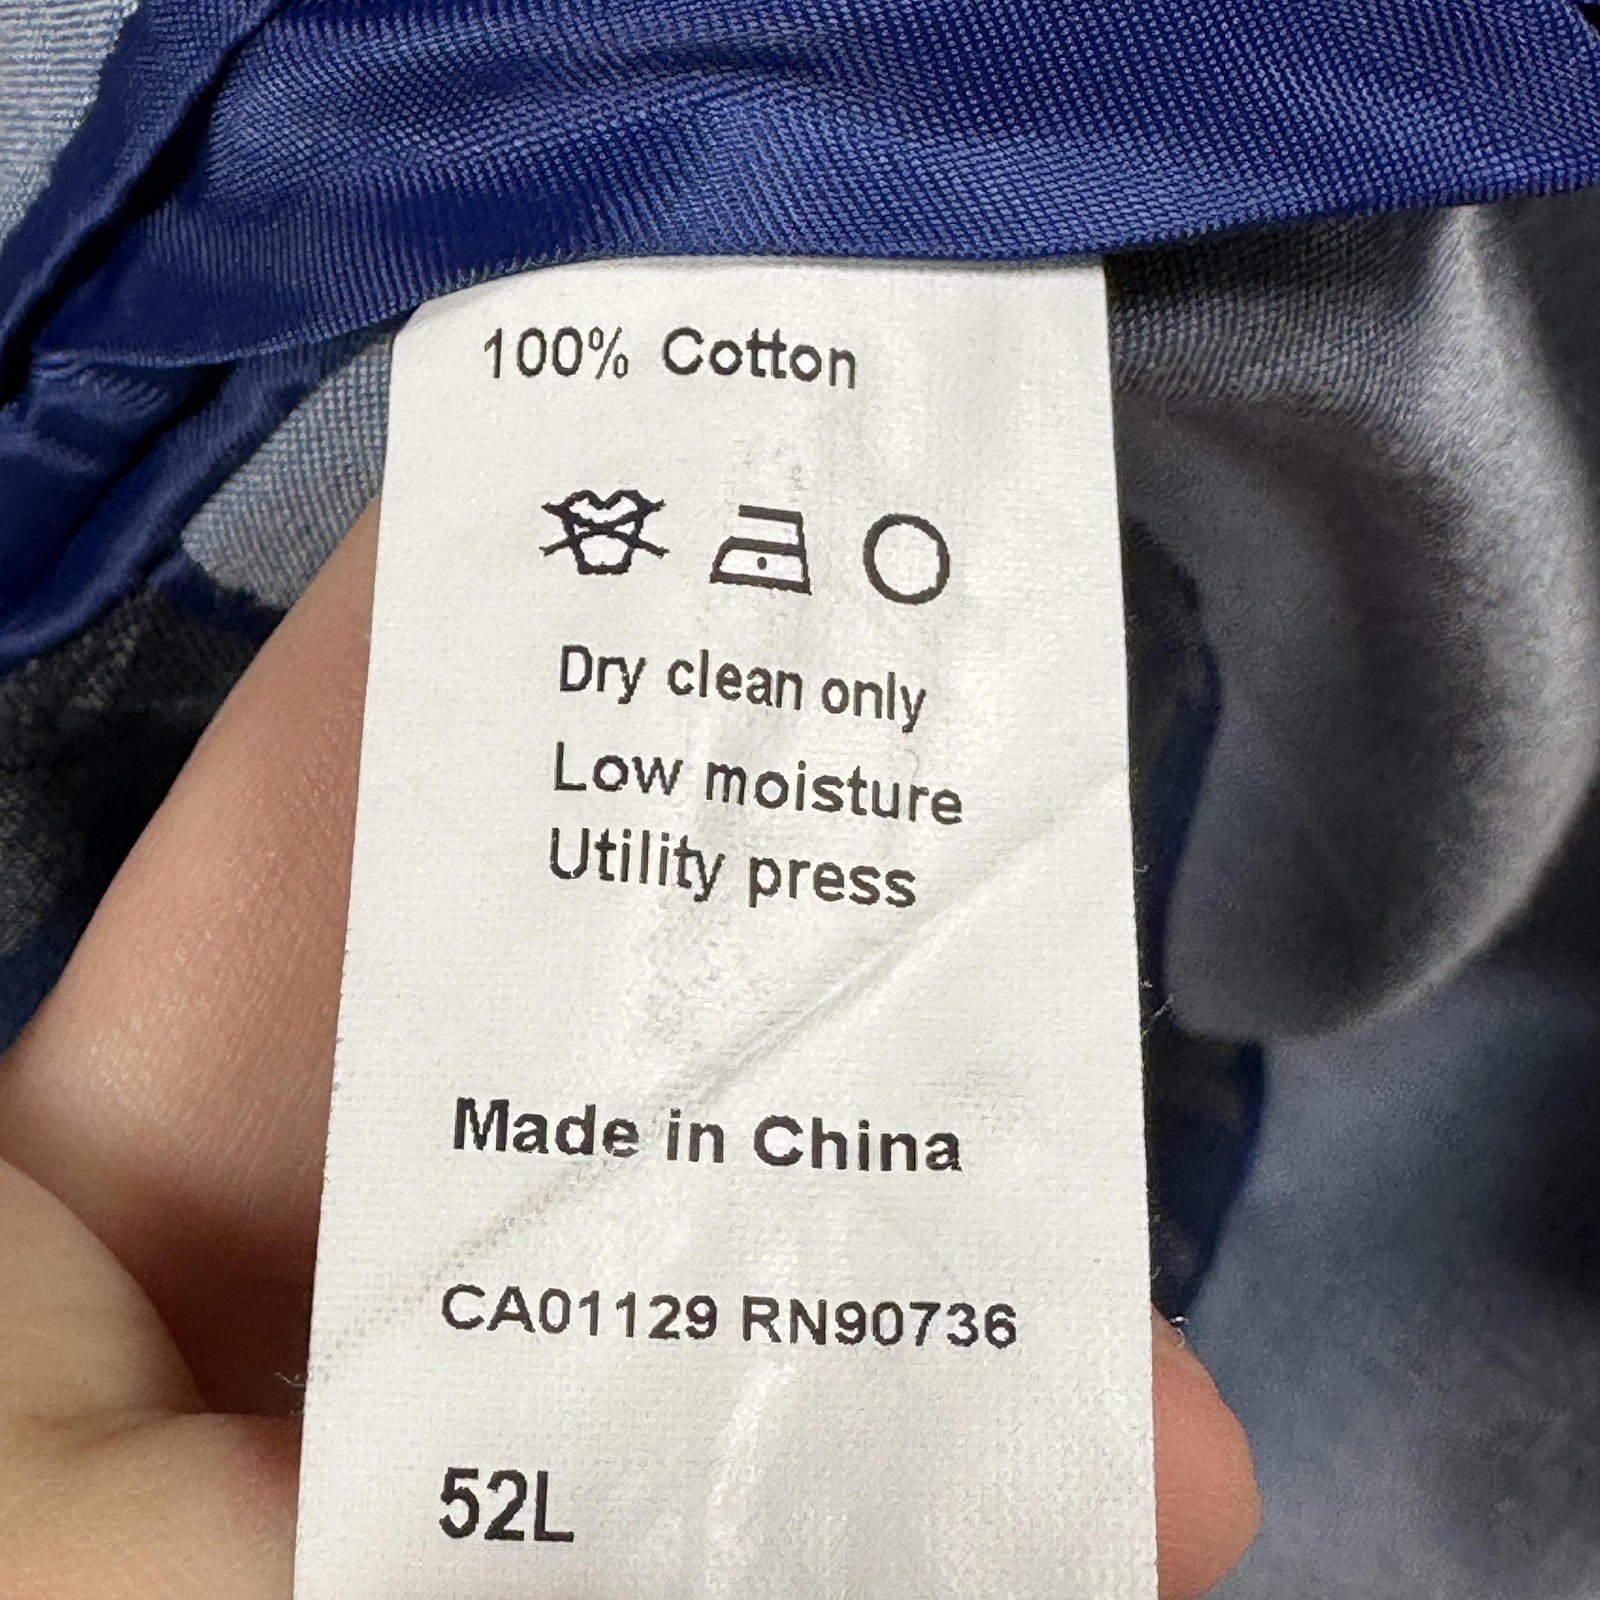 100% Cotton
Dry clean only
Low moisture
Utility press
Made in China
CA01129 RN90736
52L